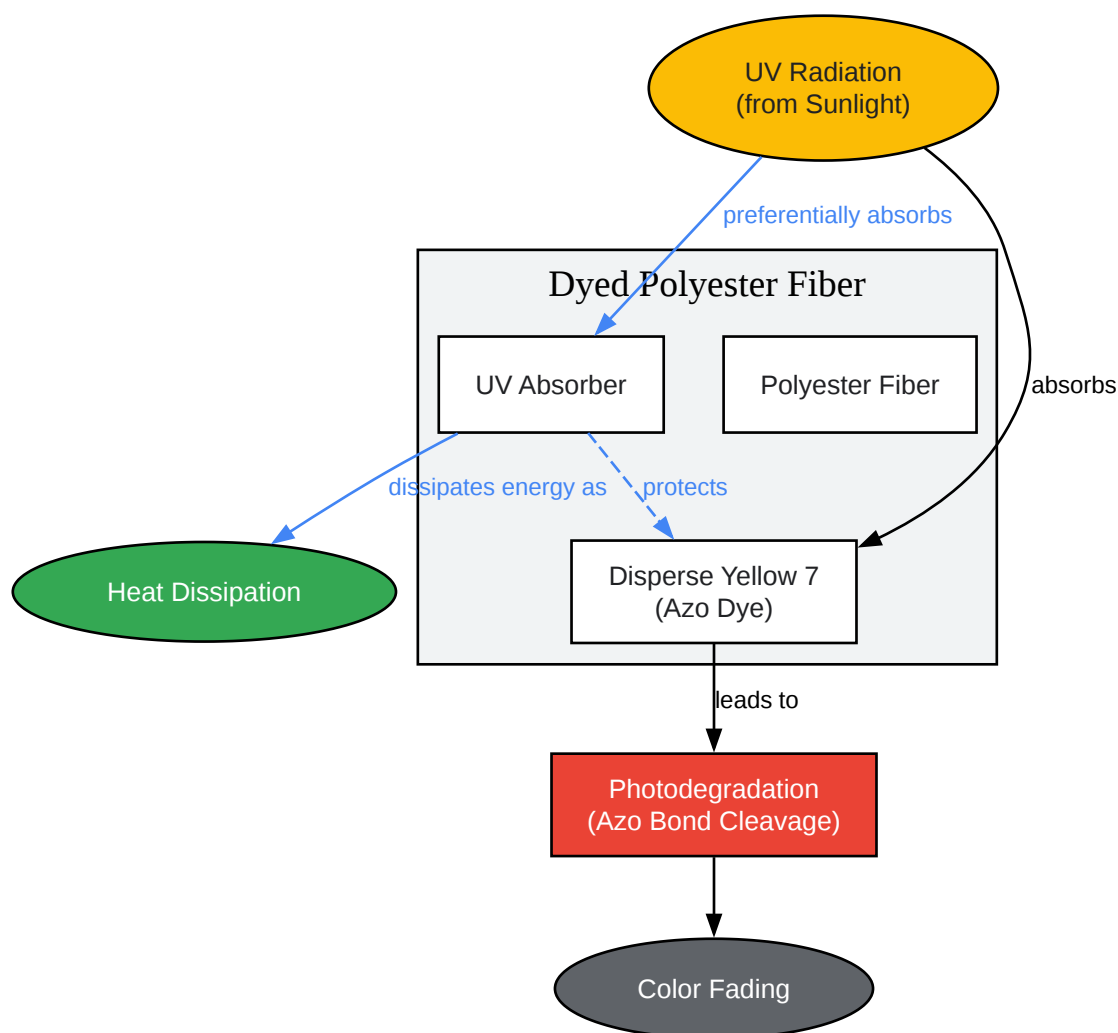 UV Radiation
(from Sunlight)
preferentially absorbs
Dyed Polyester Fiber
UV Absorber
Polyester Fiber
absorbs
dissipates energy as
protects
Disperse Yellow 7
(Azo Dye)
Heat Dissipation
leads to
Photodegradation
(Azo Bond Cleavage)
Color Fading